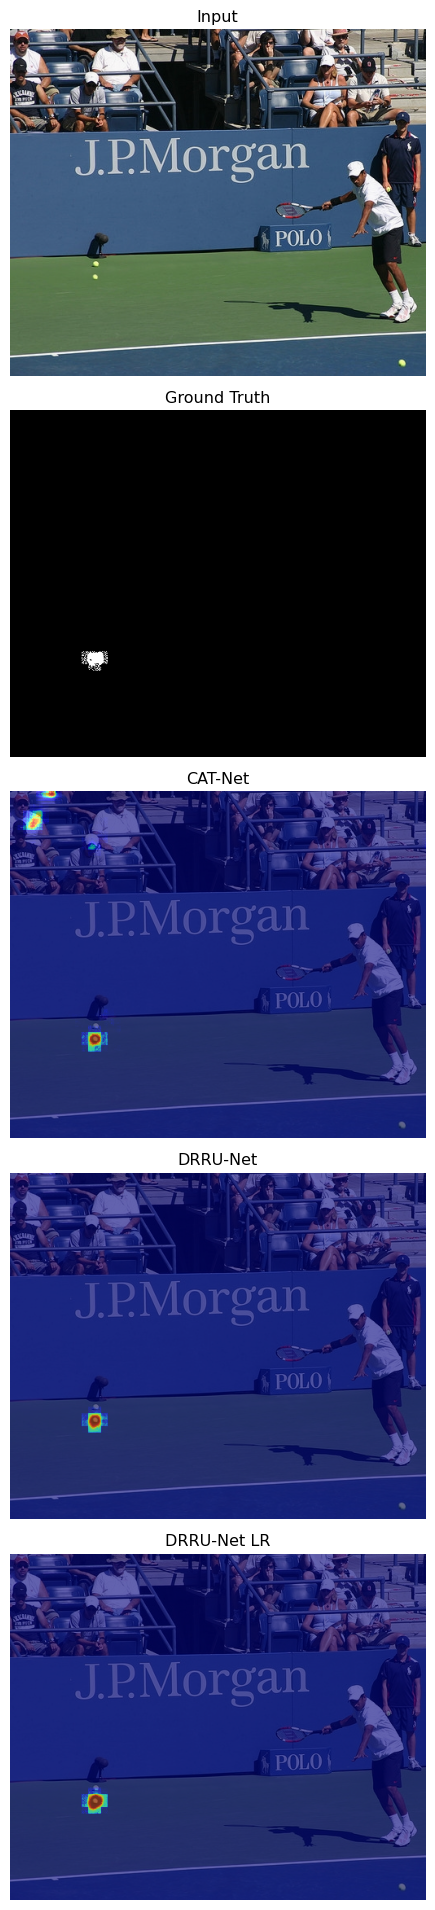 Input
J.P.Morgan
POLO
Ground Truth
CAT-Net
J.P.Morgan
POLO
DRRU-Net
J.P.Morgan
POLO
DRRU-Net LR
J.P.Morgan
POLO